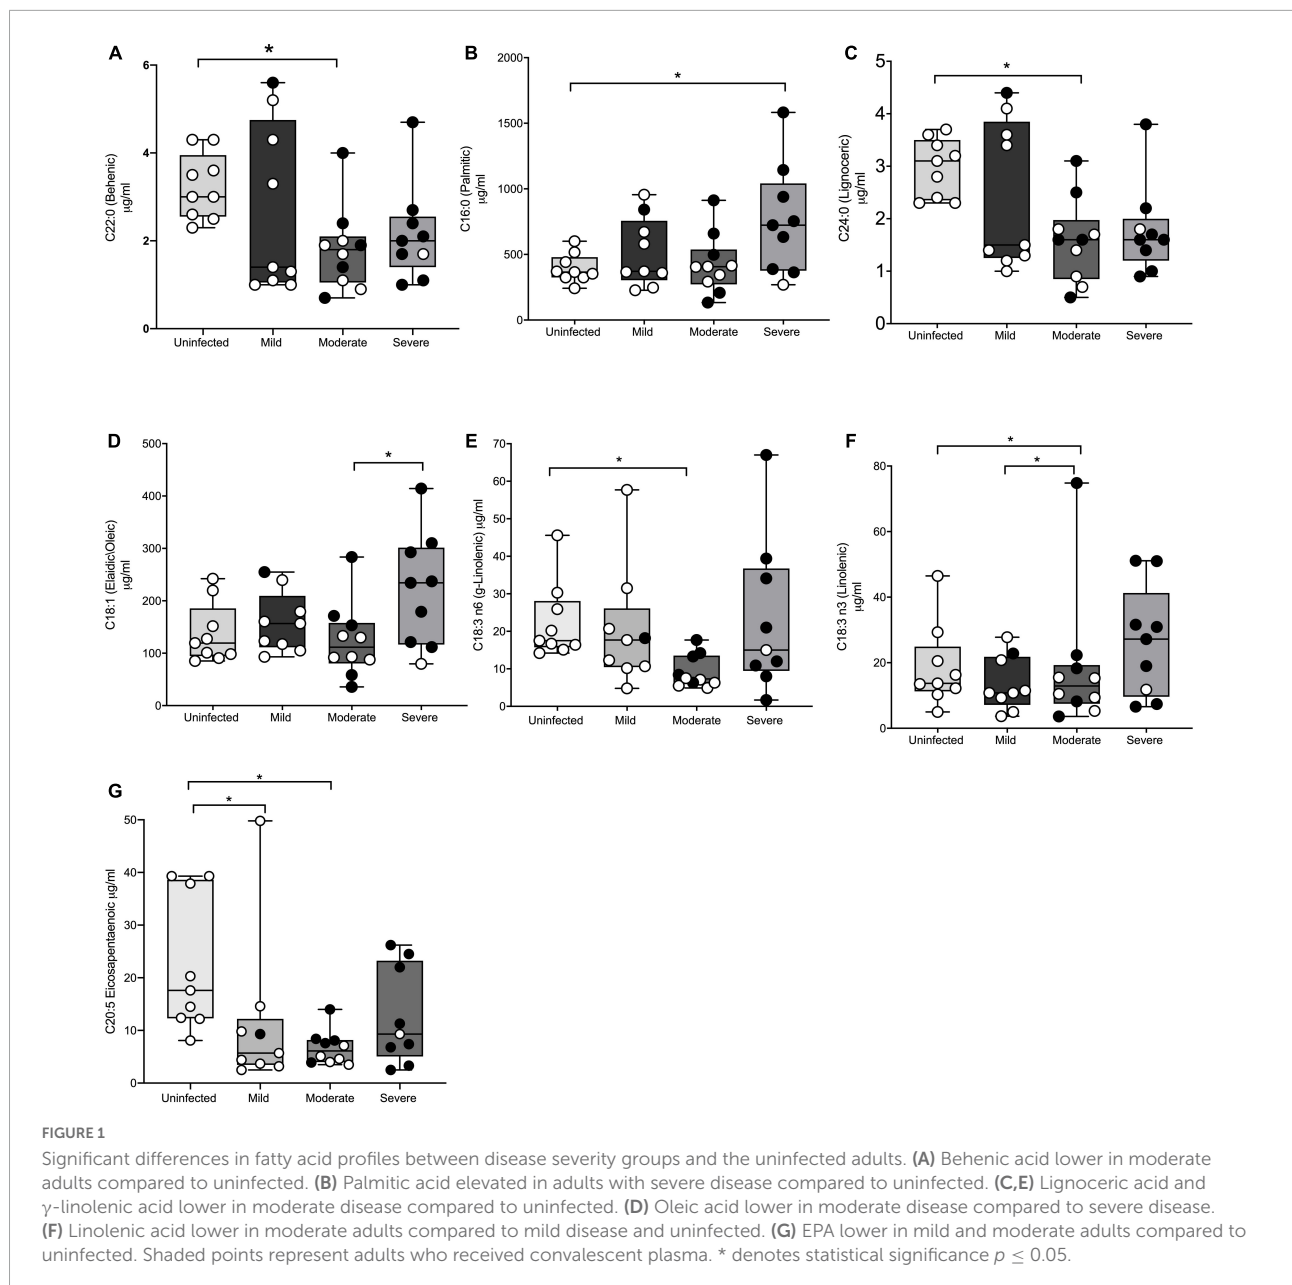 A
*
C22:0 (Behenic)
µg/ml
6
4
2
0
Uninfected Mild Moderate Severe
B
*
C16:0 (Palmitic)
µg/ml
2000
1500
1000
500
0
Uninfected Mild Moderate Severe
C
*
C24:0 (Lignoceric)
µg/ml
5
4
3
2
1
0
Uninfected Mild Moderate Severe
D
*
C18:1 (Elaidic\Oleic)
µg/ml
500
400
300
200
100
0
Uninfected Mild Moderate Severe
E
*
C18:3 n6 (g-Linolenic) µg/ml
70
60
50
40
30
20
10
0
Uninfected Mild Moderate Severe
F
*
*
C18:3 n3 (Linolenic)
µg/ml
80
60
40
20
0
Uninfected Mild Moderate Severe
G
*
*
C20:5 Eicosapentaenoic µg/ml
50
40
30
20
10
0
Uninfected Mild Moderate Severe
FIGURE 1
Significant differences in fatty acid profiles between disease severity groups and the uninfected adults. (A) Behenic acid lower in moderate
adults compared to uninfected. (B) Palmitic acid elevated in adults with severe disease compared to uninfected. (C,E) Lignoceric acid and
γ-linolenic acid lower in moderate disease compared to uninfected. (D) Oleic acid lower in moderate disease compared to severe disease.
(F) Linolenic acid lower in moderate adults compared to mild disease and uninfected. (G) EPA lower in mild and moderate adults compared to
uninfected. Shaded points represent adults who received convalescent plasma. * denotes statistical significance p ≤ 0.05.